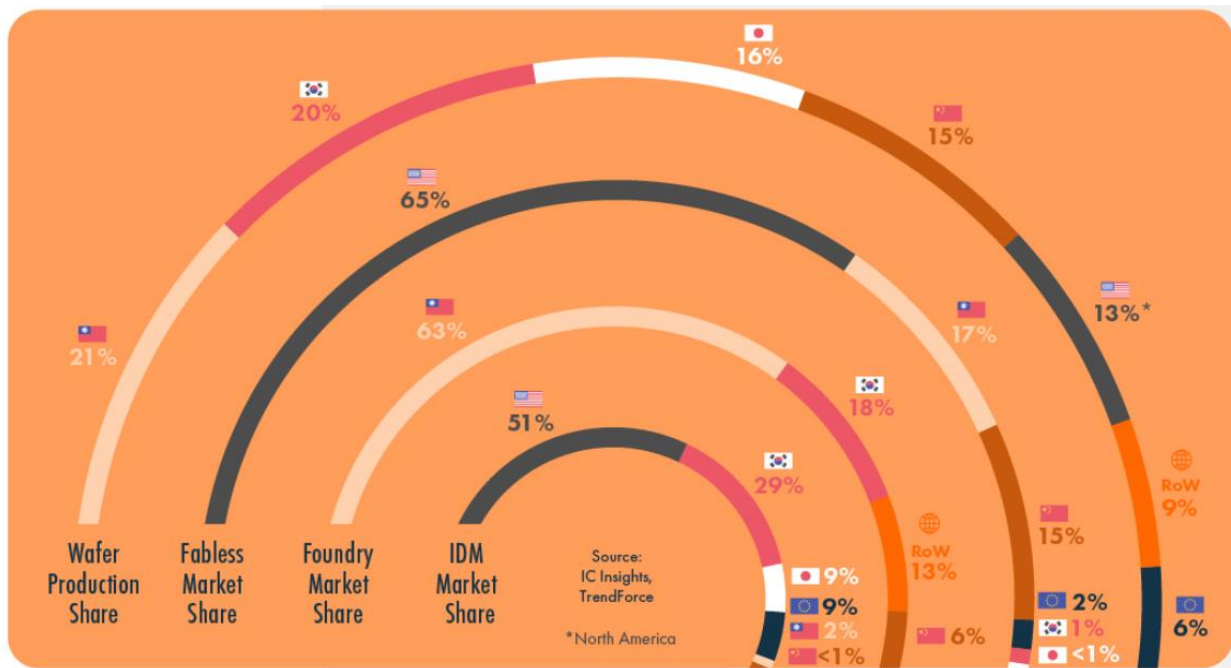 16%
20%
15%
65%
13%*
17%
63%
21%
18%
51%
RoW
9%
29%
15%
RoW
13%
Wafer
Production
Share
Fabless
Market
Share
Foundry
Market
Share
IDM
Market
Share
Source:
IC Insights,
TrendForce
*North America
9%
9%
2%
<1%
6%
2%
1%
<1%
6%